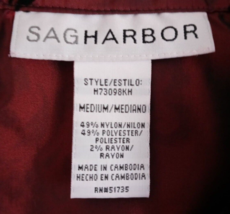 SAGHARBOR
STYLE/ESTILO:
H73098KH
MEDIUM/MEDIANO
49% NYLON/NILON
49% POLYESTER/
POLIESTER
2% RAYON/
RAYON
MADE IN CAMBODIA
HECHO EN CAMBODIA
RN#51735